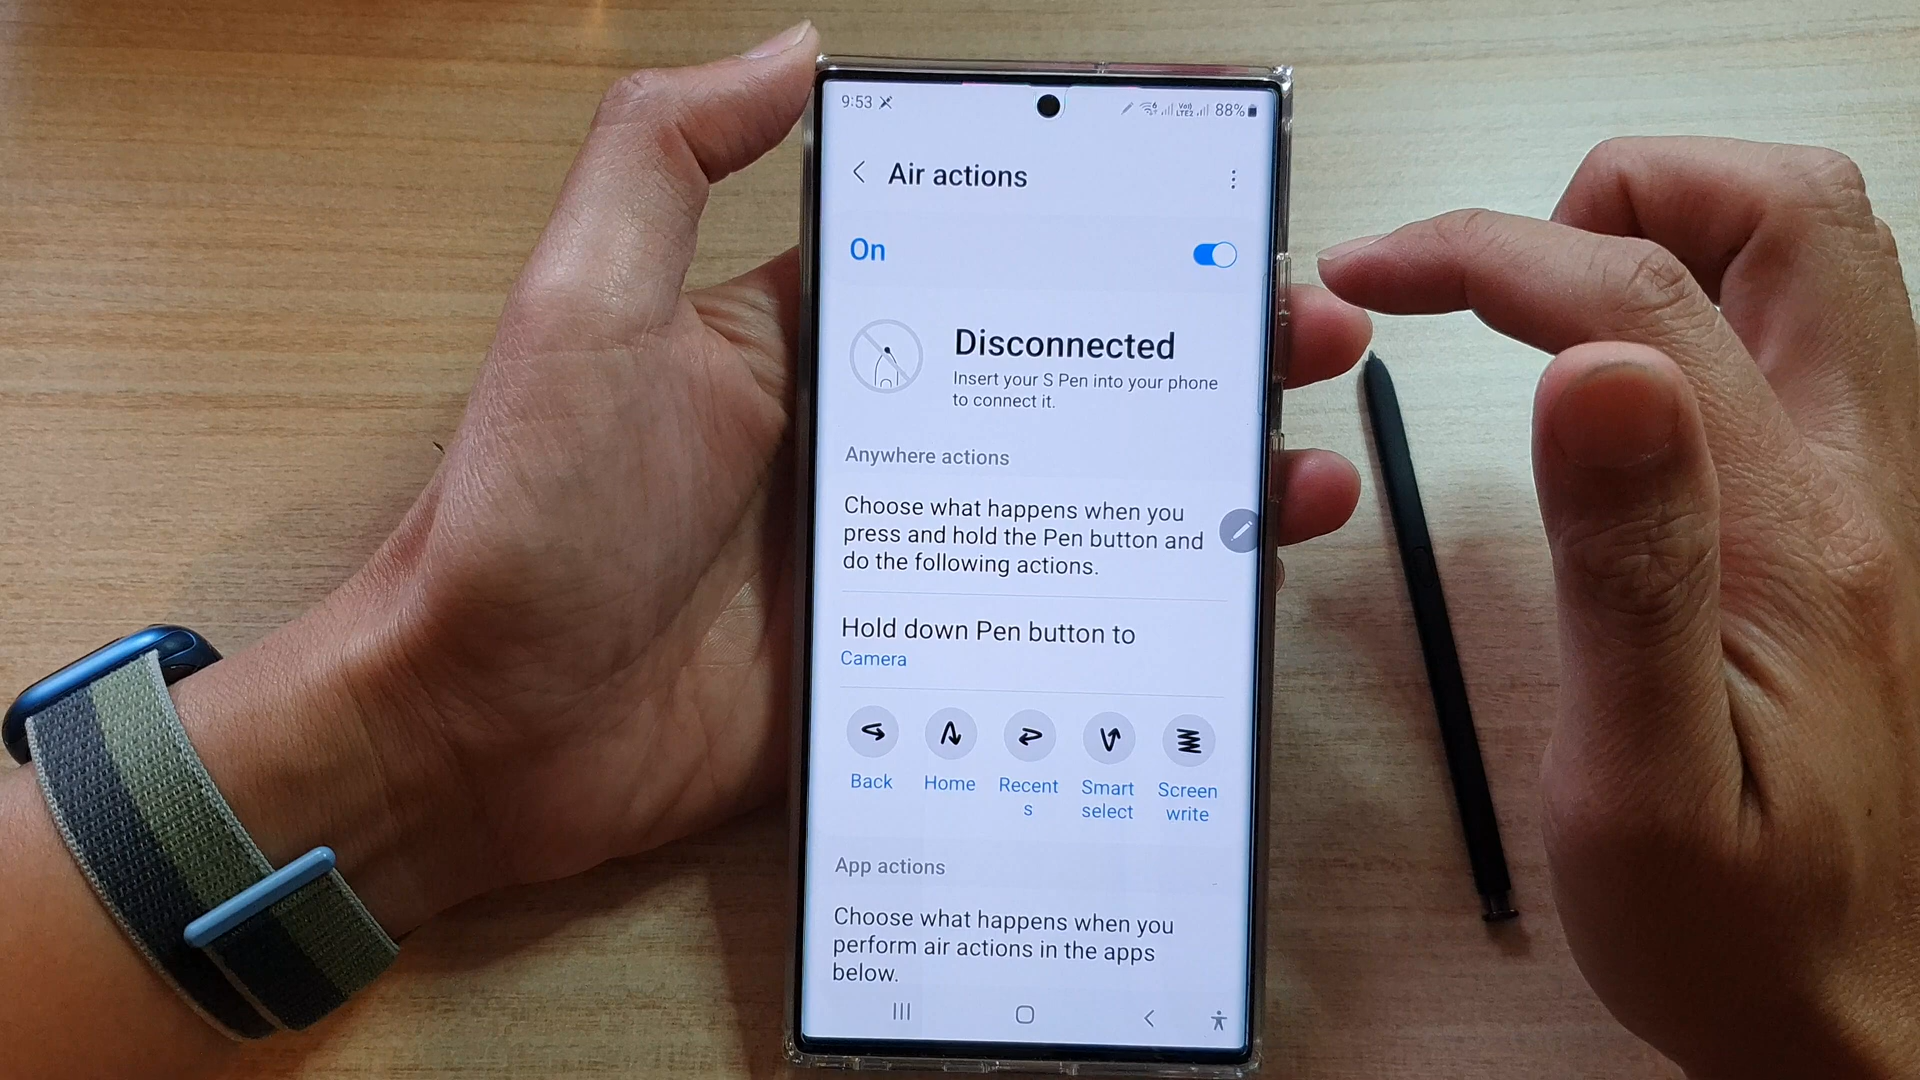 9:53 88%
Air actions
On
Disconnected
Insert your S Pen into your phone
to connect it.
Anywhere actions
Choose what happens when you
press and hold the Pen button and
do the following actions.
Hold down Pen button to
Camera
Back Home Recent Smart Screen
s select write
App actions
Choose what happens when you
perform air actions in the apps
below.